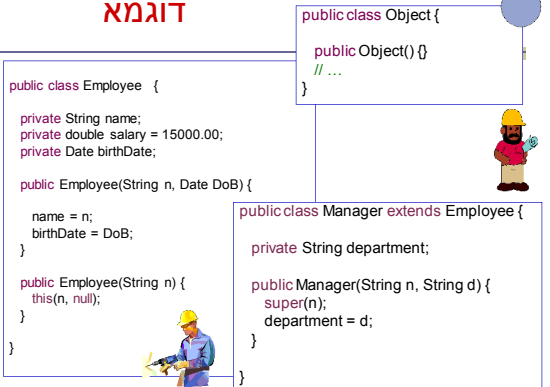 דוגמא
public class Object {
public Object() {}
// …
}
public class Employee {
private String name;
private double salary = 15000.00;
private Date birthDate;
public Employee(String n, Date DoB) {
name = n;
birthDate = DoB;
}
public Employee(String n) {
this(n, null);
}
}
public class Manager extends Employee {
private String department;
public Manager(String n, String d) {
super(n);
department = d;
}
}